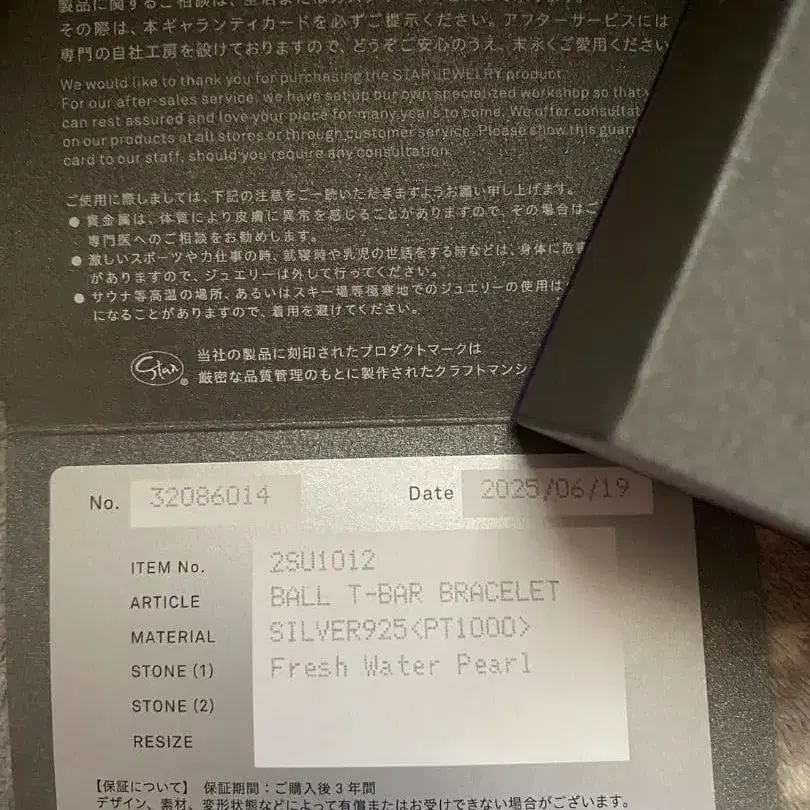 製品に関するご相談は、
その際は、本ギャランティカードを必ずご提示ください。アフターサービスには
専門の自社工房を設けておりますので、どうぞご安心のうえ、末永くご愛用ください
We would like to thank you for purchasing the STAR JEWELRY product.
For our after-sales service, we have set up our own specialized workshop so that
can rest assured and love your piece for many years to come. We offer consultat
on our products at all stores or through customer service. Please show this guar
card to our staff, should you require any consultation.
ご使用に際しましては、下記の注意をご一読いただきますようお願い申し上げます。
● 貴金属は、体質により皮膚に異常を感じることがありますので、その場合はご
専門医へのご相談をお勧めします。
● 激しいスポーツや力仕事の時、就寝時や乳児の世話をする時などは、身体に危害
がありますので、ジュエリーは外して行ってください。
● サウナ等高温の場所、あるいはスキー場等極寒地でのジュエリーの使用は
になることがありますので、着用を避けてください。
Star® 当社の製品に刻印されたプロダクトマークは
厳密な品質管理のもとに製作されたクラフトマンシ
No. 32086014 Date 2025/06/19
ITEM No. 2SU1012
ARTICLE BALL T-BAR BRACELET
MATERIAL SILVER925<PT1000>
STONE (1) Fresh Water Pearl
STONE (2)
RESIZE
【保証について】 保証期間：ご購入後3年間
デザイン、素材、変形状態などによって有償またはお受けできない場合がございます。